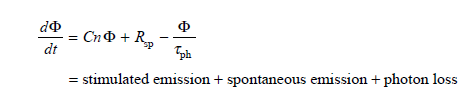 dΦ/dt = CnΦ + R_sp − Φ/τ_ph
= stimulated emission + spontaneous emission + photon loss